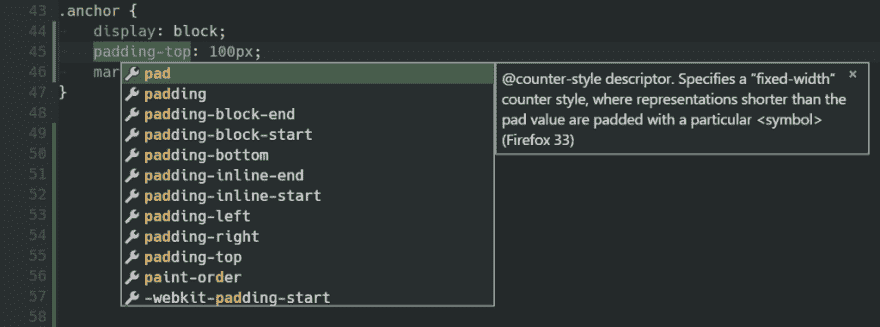 43 .anchor {
44 display: block;
45 padding-top: 100px;
46 mar
47 }
48
49
50
51
52
53
54
55
56
57
58
pad
padding
padding-block-end
padding-block-start
padding-bottom
padding-inline-end
padding-inline-start
padding-left
padding-right
padding-top
paint-order
-webkit-padding-start
@counter-style descriptor. Specifies a "fixed-width" ×
counter style, where representations shorter than the
pad value are padded with a particular <symbol>
(Firefox 33)